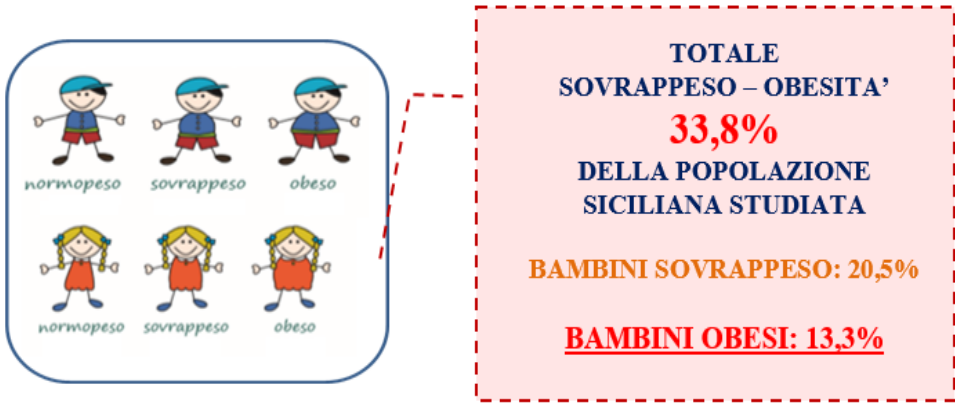 normopeso sovrappeso obeso
normopeso sovrappeso obeso
TOTALE
SOVRAPPESO – OBESITA’
33,8%
DELLA POPOLAZIONE
SICILIANA STUDIATA
BAMBINI SOVRAPPESO: 20,5%
BAMBINI OBESI: 13,3%